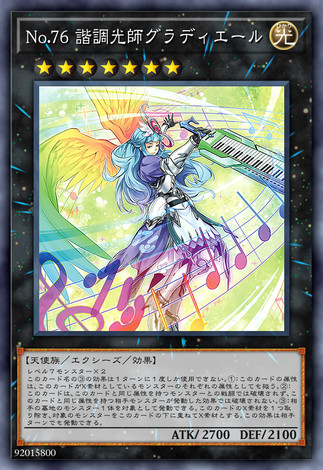 No.76 諧調光師グラディエール
光
【天使族/エクシーズ/効果】
レベル7モンスター×2
このカード名の③の効果は1ターンに1度しか使用できない。①:このカードの属性
は、このカードがX素材としているモンスターのそれぞれの属性としても扱う。②:
このカードは、このカードと同じ属性を持つモンスターとの戦闘では破壊されず、こ
のカードと同じ属性を持つ相手モンスターが発動した効果では破壊されない。③:相
手の墓地のモンスター1体を対象として発動できる。このカードのX素材を1つ取
り除き、対象のモンスターをこのカードの下に重ねてX素材とする。この効果は相手
ターンでも発動できる。
ATK/2700 DEF/2100
92015800